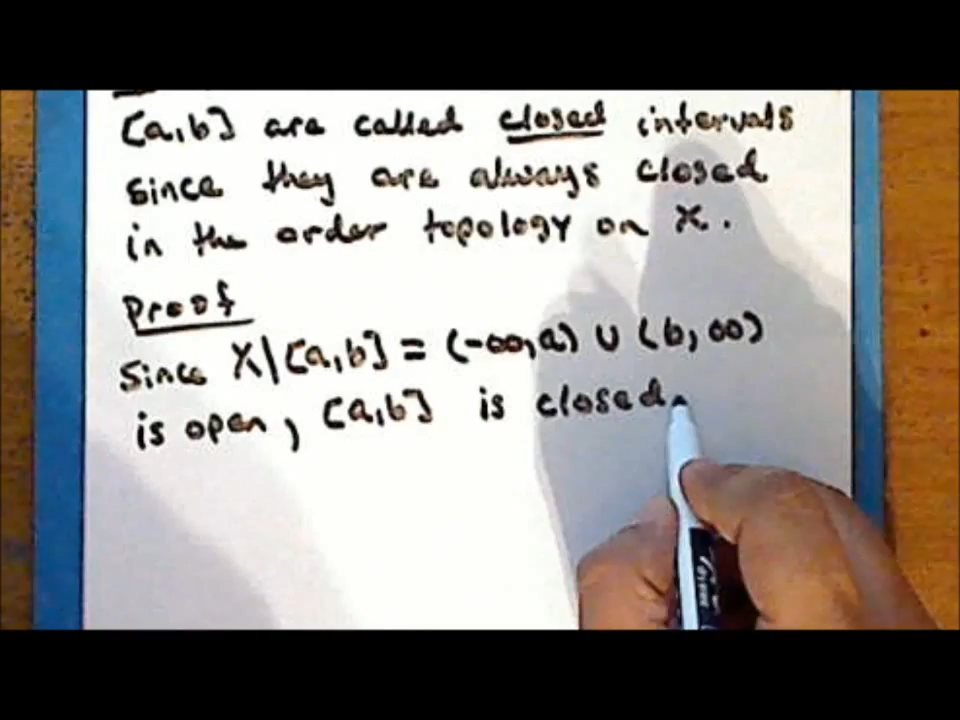 [a,b] are called closed intervals
since they are always closed
in the order topology on X.
Proof
Since X|[a,b] = (-∞,a) ∪ (b,∞)
is open, [a,b] is closed.